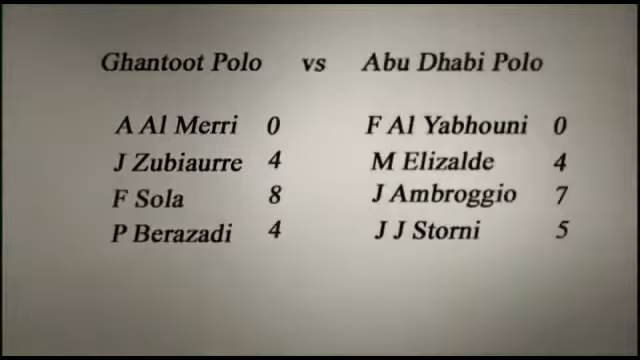 Ghantoot Polo vs Abu Dhabi Polo
A Al Merri 0 F Al Yabhouni 0
J Zubiaurre 4 M Elizalde 4
F Sola 8 J Ambroggio 7
P Berazadi 4 J J Storni 5